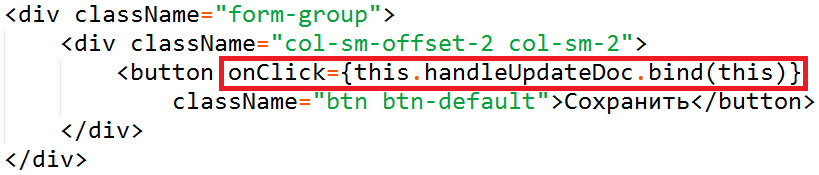 <div className="form-group">
    <div className="col-sm-offset-2 col-sm-2">
        <button onClick={this.handleUpdateDoc.bind(this)}
            className="btn btn-default">Сохранить</button>
    </div>
</div>